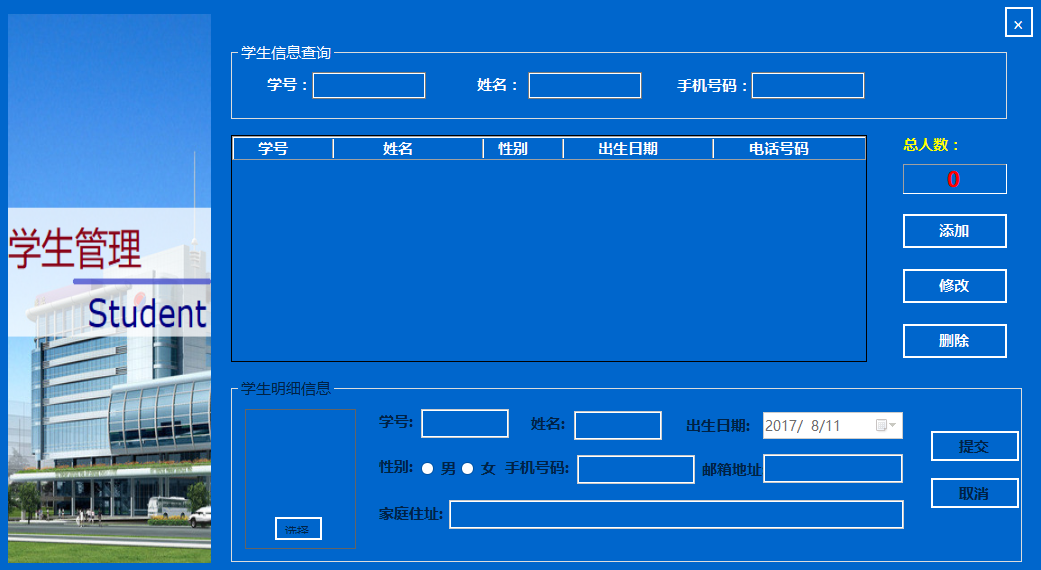 ×
学生管理
Student
学生信息查询
学号：
姓名：
手机号码：
学号 姓名 性别 出生日期 电话号码
总人数：
0
添加
修改
删除
学生明细信息
学号:
姓名:
出生日期:
2017/ 8/11
提交
性别: 男 女
手机号码:
邮箱地址
取消
家庭住址:
选择